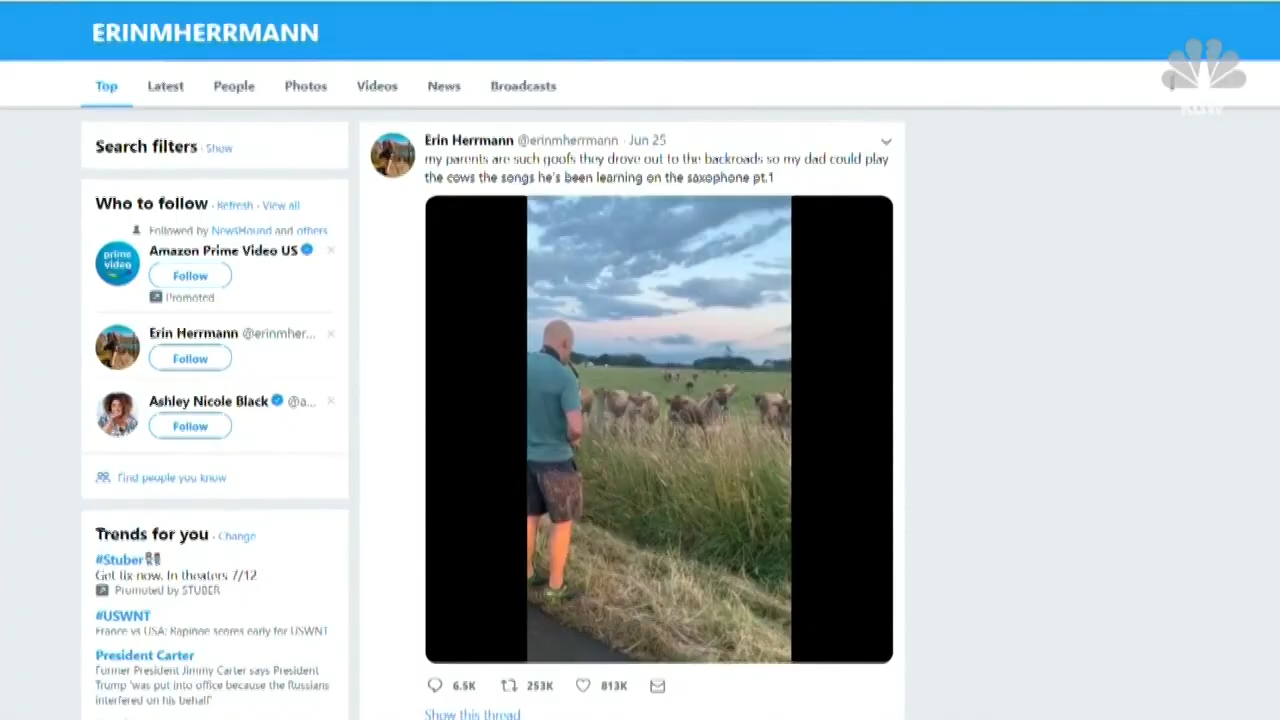 ERINMHERRMANN
Top Latest People Photos Videos News Broadcasts
Search filters · Show
Who to follow · Refresh · View all
Followed by NewsHound and others
Amazon Prime Video US
prime video
Follow
Promoted
Erin Herrmann @erinmher...
Follow
Ashley Nicole Black @a...
Follow
Find people you know
Trends for you · Change
#Stuber
Get tix now. In theaters 7/12
Promoted by STUBER
#USWNT
France vs USA: Rapinoe scores early for USWNT
President Carter
Former President Jimmy Carter says President
Trump 'was put into office because the Russians
interfered on his behalf'
Erin Herrmann @erinmherrmann · Jun 25
my parents are such goofs they drove out to the backroads so my dad could play
the cows the songs he's been learning on the saxophone pt.1
6.5K 253K 813K
Show this thread